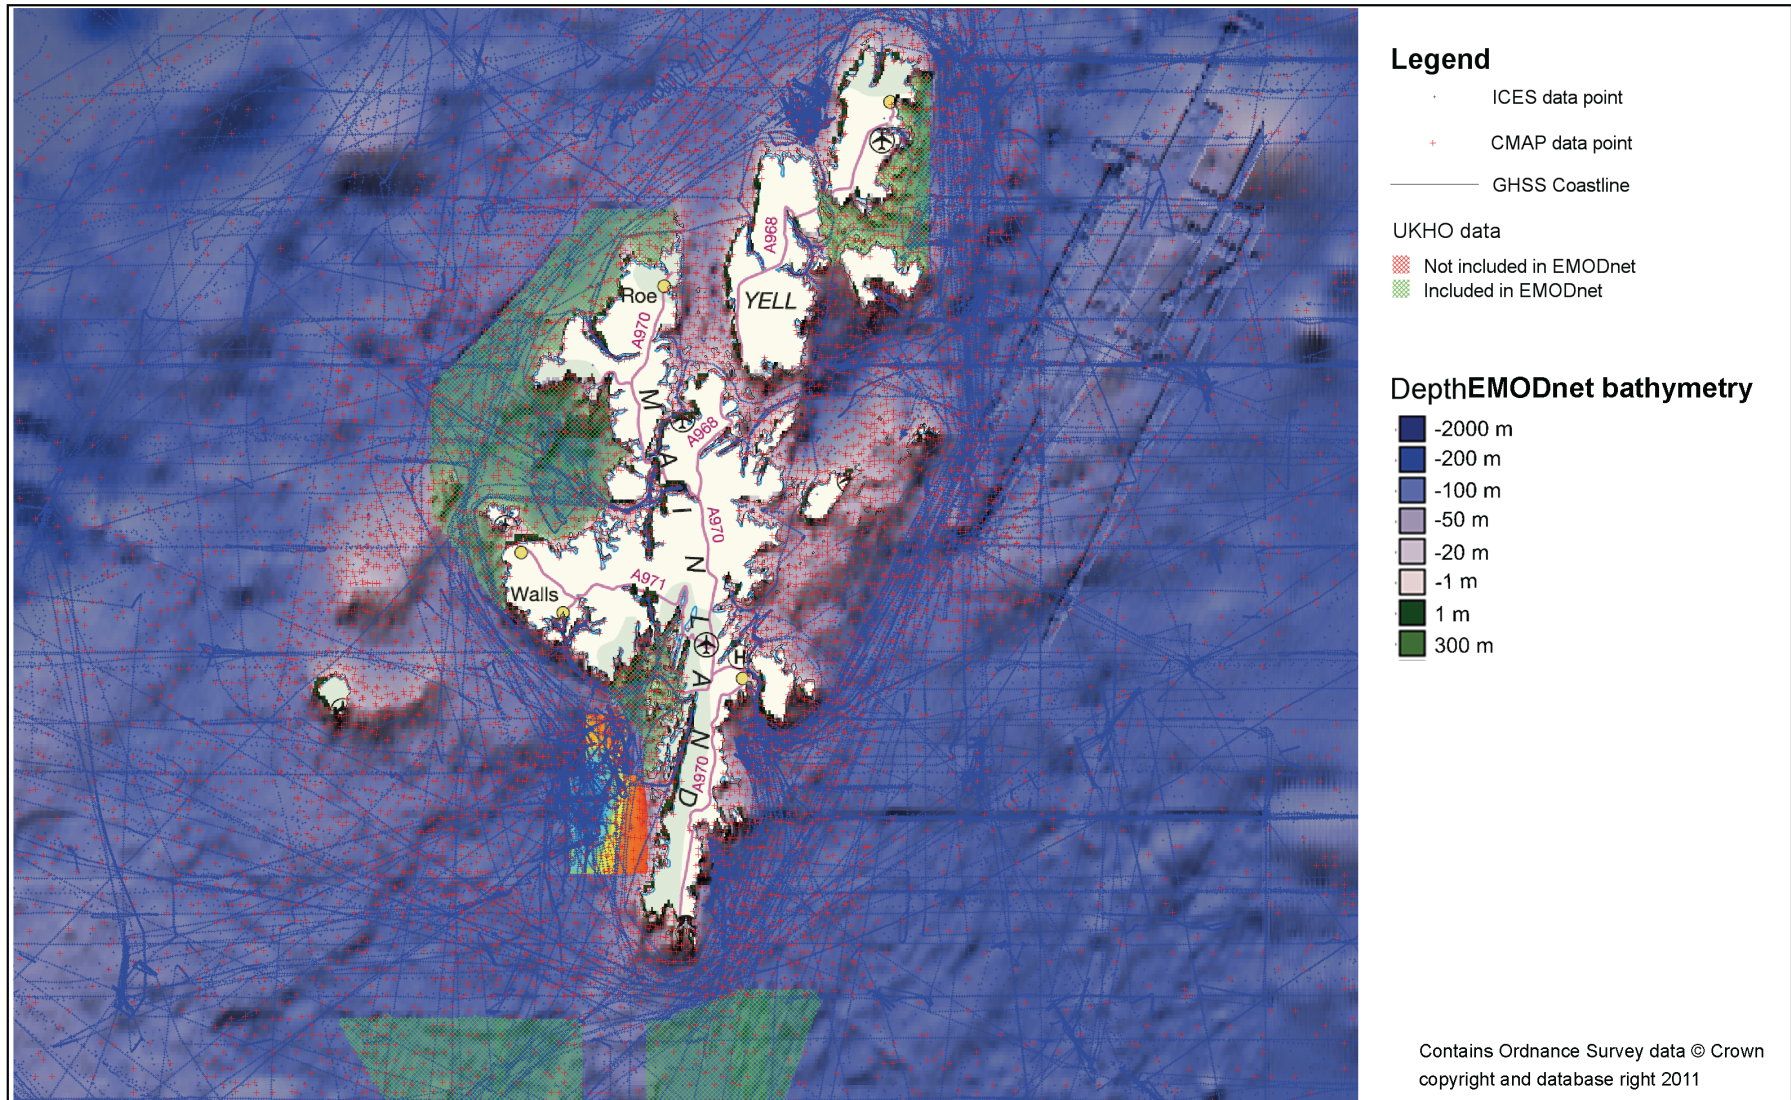 Legend
ICES data point
CMAP data point
GHSS Coastline
UKHO data
Not included in EMODnet
Included in EMODnet
DepthEMODnet bathymetry
-2000 m
-200 m
-100 m
-50 m
-20 m
-1 m
1 m
300 m
Contains Ordnance Survey data © Crown
copyright and database right 2011
A968
YELL
Roe
A970
A968
MAINLAND
A970
A971
Walls
H
A970